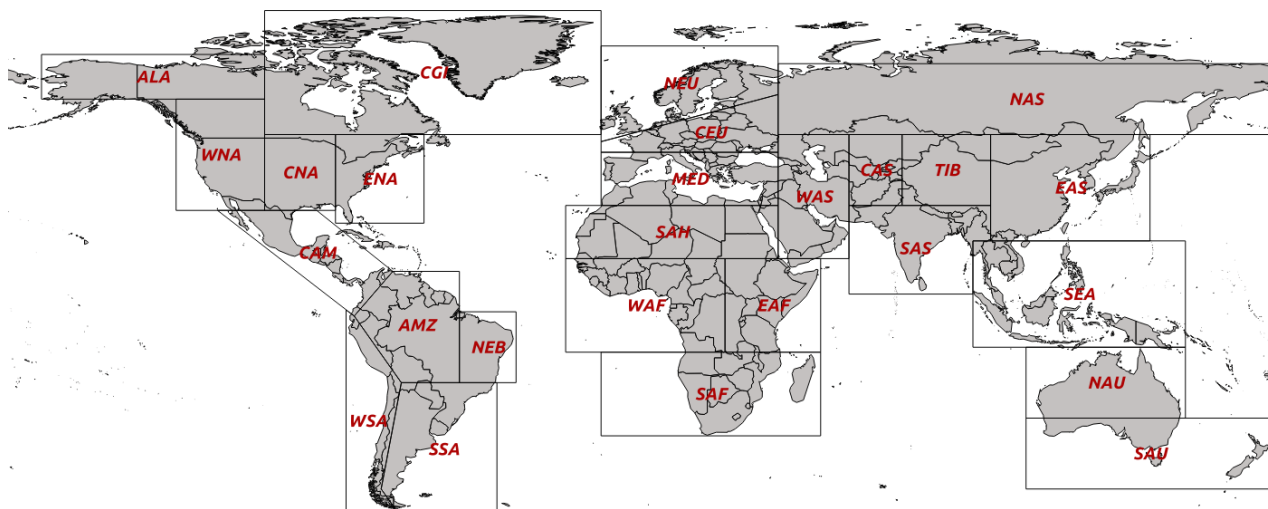 CGI
ALA
NEU
NAS
CEU
WNA
CNA
ENA
MED
CAS
TIB
EAS
WAS
SAH
SAS
CAM
SEA
WAF
EAF
AMZ
NEB
NAU
SAF
WSA
SSA
SAU